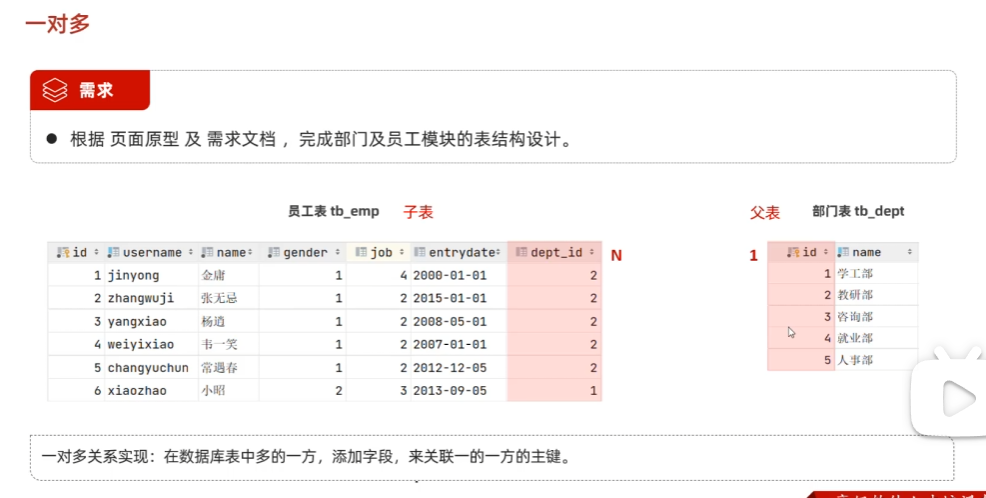 一对多
需求
● 根据 页面原型 及 需求文档 ，完成部门及员工模块的表结构设计。
员工表 tb_emp 子表
父表 部门表 tb_dept
id username name gender job entrydate dept_id
1 jinyong 金庸 1 4 2000-01-01 2
2 zhangwuji 张无忌 1 2 2015-01-01 2
3 yangxiao 杨逍 1 2 2008-05-01 2
4 weiyixiao 韦一笑 1 2 2007-01-01 2
5 changyuchun 常遇春 1 2 2012-12-05 2
6 xiaozhao 小昭 2 3 2013-09-05 1
N
1
id name
1 学工部
2 教研部
3 咨询部
4 就业部
5 人事部
一对多关系实现：在数据库表中多的一方，添加字段，来关联一的一方的主键。